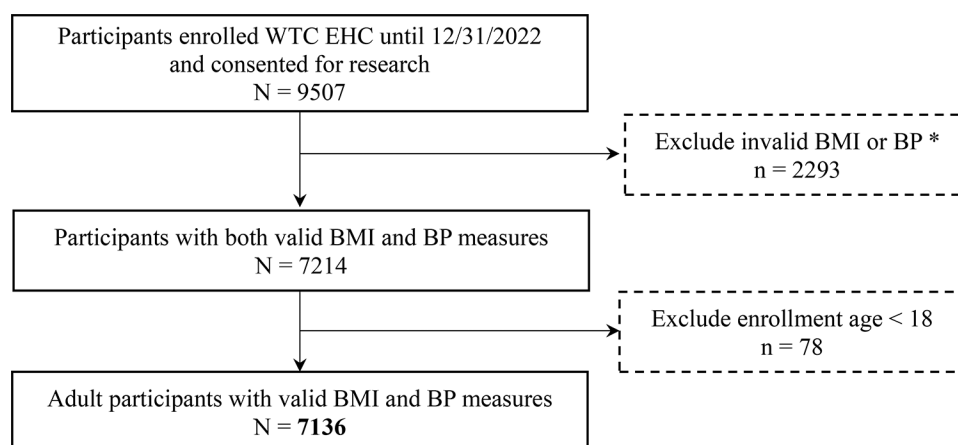 Participants enrolled WTC EHC until 12/31/2022
and consented for research
N = 9507
Exclude invalid BMI or BP *
n = 2293
Participants with both valid BMI and BP measures
N = 7214
Exclude enrollment age < 18
n = 78
Adult participants with valid BMI and BP measures
N = 7136